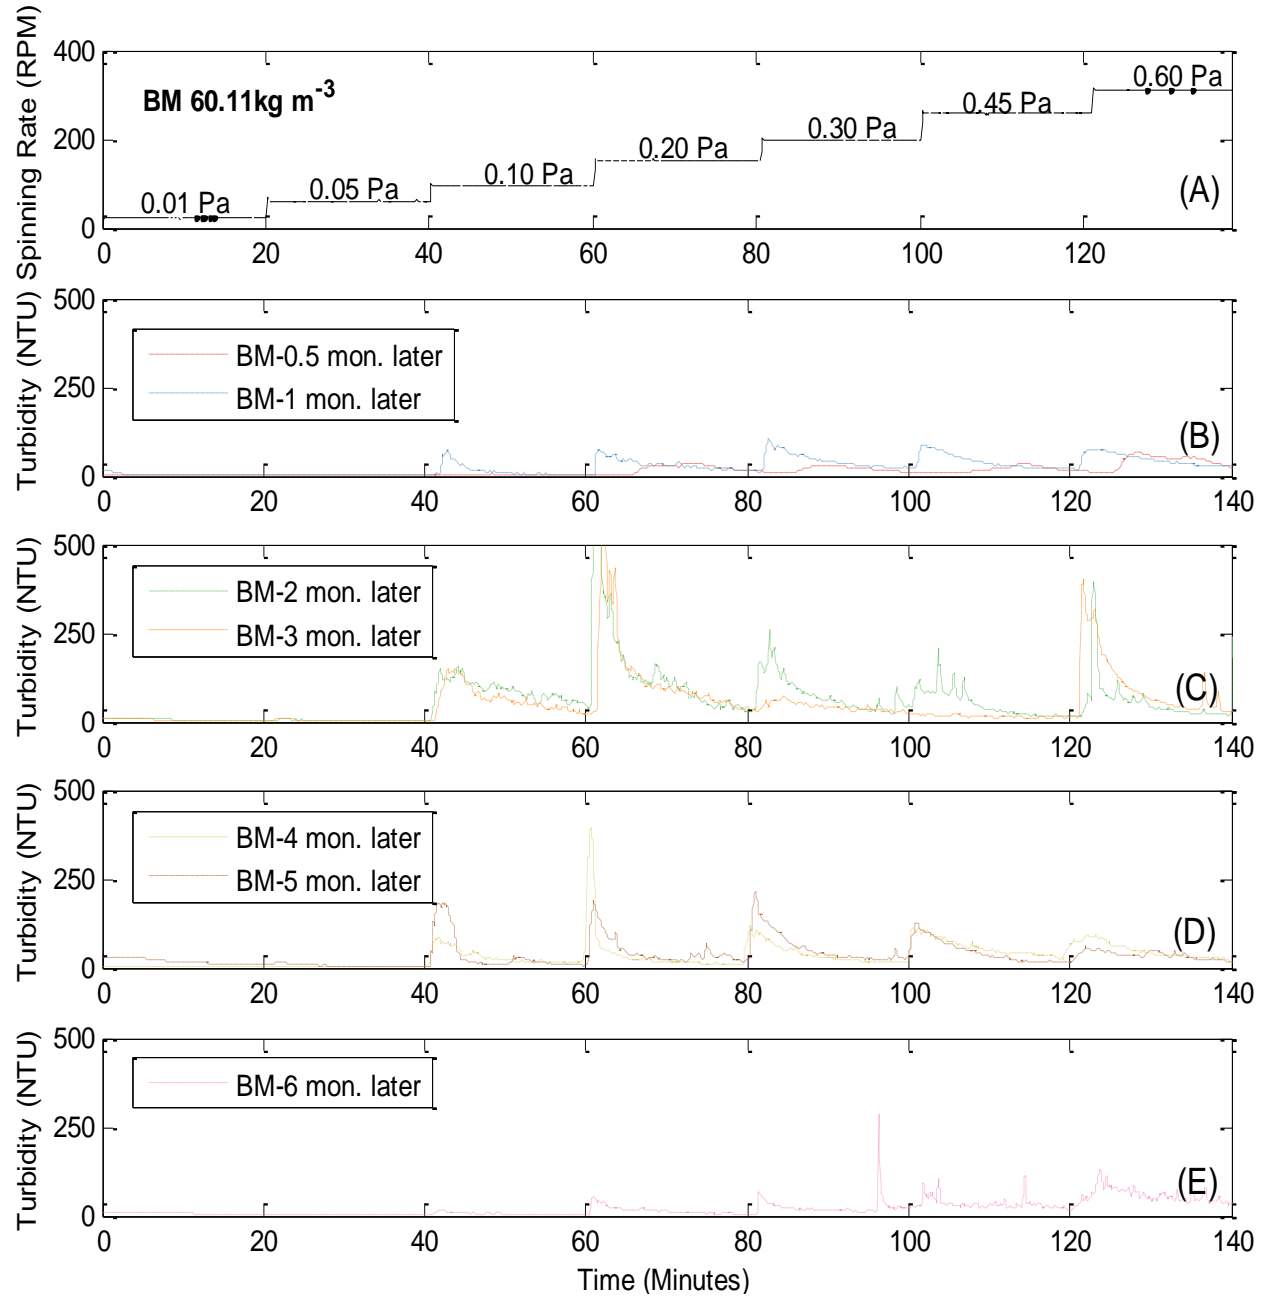 Spinning Rate (RPM)
400
200
0
BM 60.11kg m-3
0.01 Pa
0.05 Pa
0.10 Pa
0.20 Pa
0.30 Pa
0.45 Pa
0.60 Pa
(A)
0 20 40 60 80 100 120
Turbidity (NTU)
500
250
0
BM-0.5 mon. later
BM-1 mon. later
(B)
0 20 40 60 80 100 120 140
Turbidity (NTU)
500
250
0
BM-2 mon. later
BM-3 mon. later
(C)
0 20 40 60 80 100 120 140
Turbidity (NTU)
500
250
0
BM-4 mon. later
BM-5 mon. later
(D)
0 20 40 60 80 100 120 140
Turbidity (NTU)
500
250
0
BM-6 mon. later
(E)
0 20 40 60 80 100 120 140
Time (Minutes)